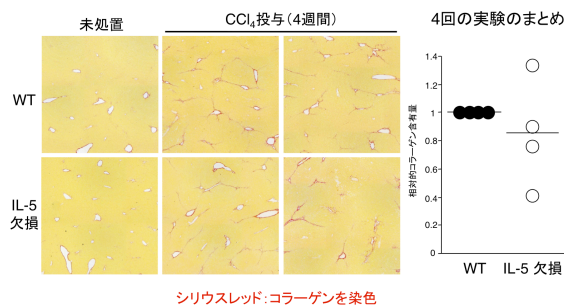 未処置
CCl4投与(4週間)
4回の実験のまとめ
WT
IL-5
欠損
相対的コラーゲン含有量
1.4
1.2
1
0.8
0.6
0.4
0.2
0
WT
IL-5 欠損
シリウスレッド:コラーゲンを染色